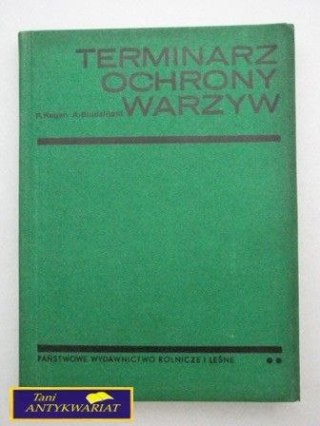 TERMINARZ
OCHRONY
WARZYW
PAŃSTWOWE WYDAWNICTWO ROLNICZE I LEŚNE
Tani
ANTYKWARIAT